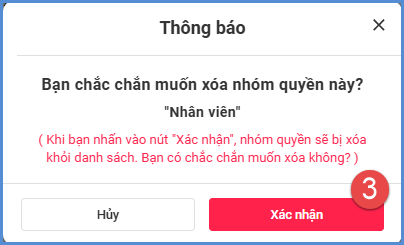 Thông báo
Bạn chắc chắn muốn xóa nhóm quyền này?
"Nhân viên"
( Khi bạn nhấn vào nút "Xác nhận", nhóm quyền sẽ bị xóa
khỏi danh sách. Bạn có chắc chắn muốn xóa không? )
3
Hủy
Xác nhận